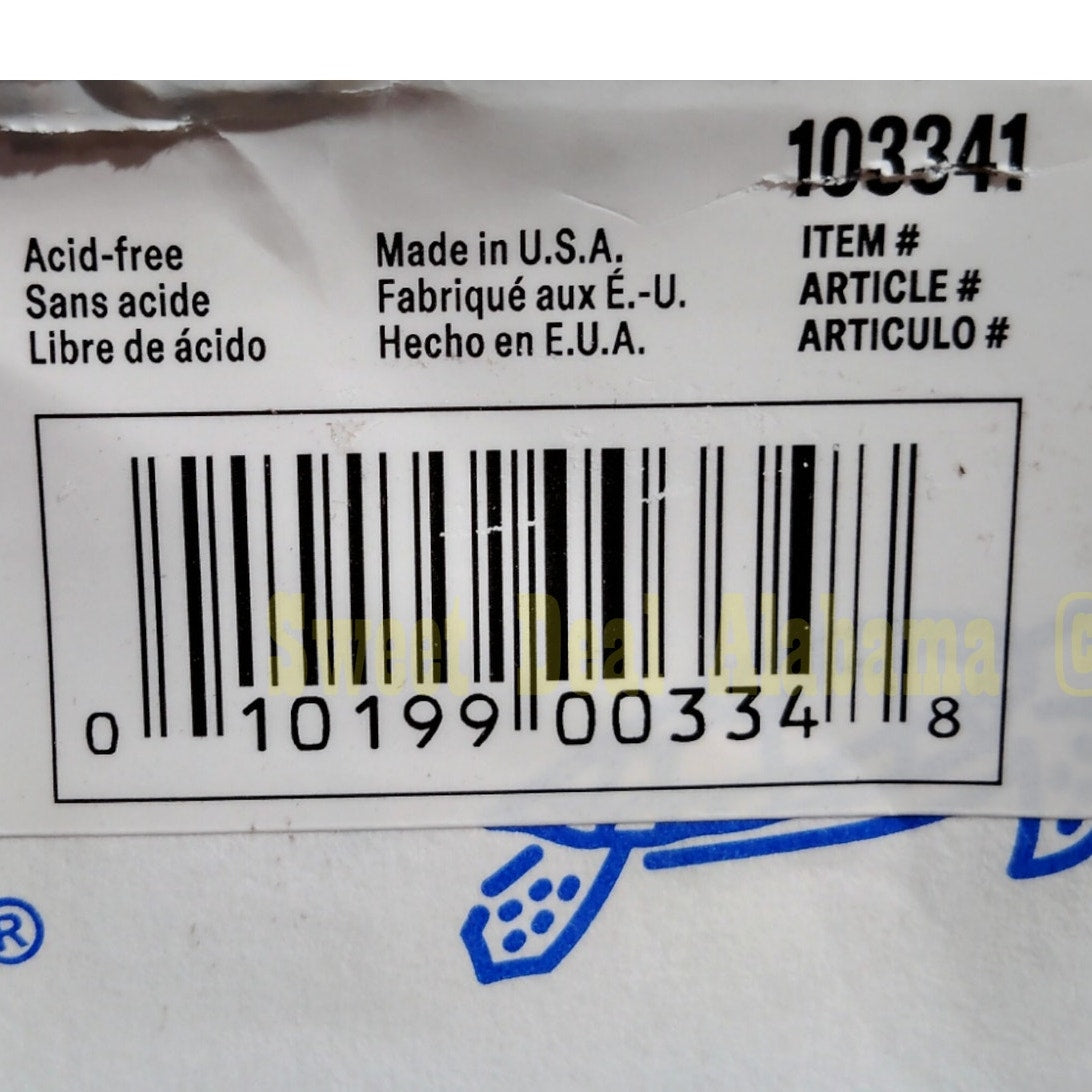 103341
Acid-free
Sans acide
Libre de ácido
Made in U.S.A.
Fabriqué aux É.-U.
Hecho en E.U.A.
ITEM #
ARTICLE #
ARTICULO #
Sweet Deal Alabama ©
0 10199 00334 8
®